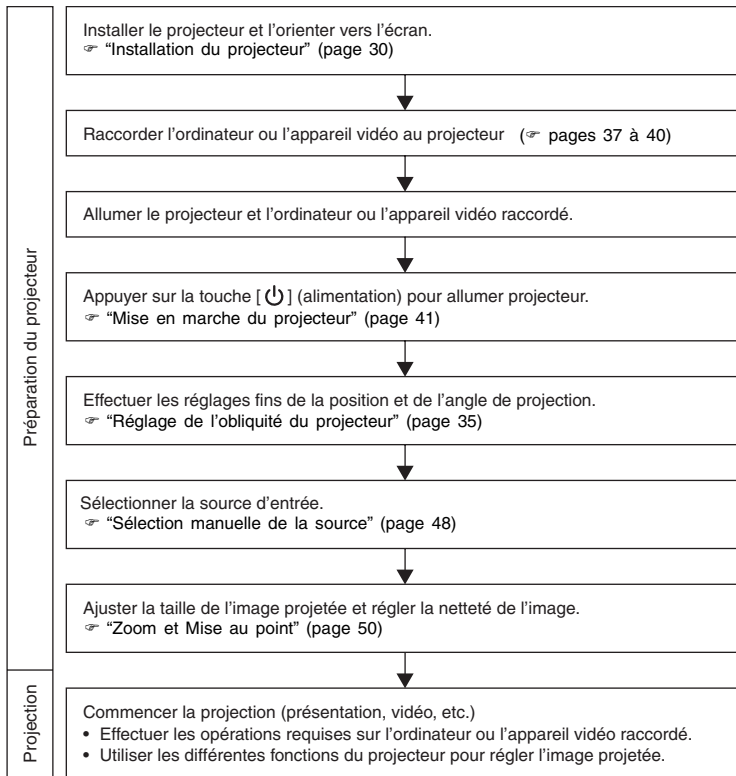 Préparation du projecteur
Installer le projecteur et l'orienter vers l'écran.
☞ “Installation du projecteur” (page 30)
Raccorder l'ordinateur ou l'appareil vidéo au projecteur (☞ pages 37 à 40)
Allumer le projecteur et l'ordinateur ou l'appareil vidéo raccordé.
Appuyer sur la touche [⏻] (alimentation) pour allumer projecteur.
☞ “Mise en marche du projecteur” (page 41)
Effectuer les réglages fins de la position et de l'angle de projection.
☞ “Réglage de l'obliquité du projecteur” (page 35)
Sélectionner la source d'entrée.
☞ “Sélection manuelle de la source” (page 48)
Ajuster la taille de l'image projetée et régler la netteté de l'image.
☞ “Zoom et Mise au point” (page 50)
Projection
Commencer la projection (présentation, vidéo, etc.)
• Effectuer les opérations requises sur l'ordinateur ou l'appareil vidéo raccordé.
• Utiliser les différentes fonctions du projecteur pour régler l'image projetée.